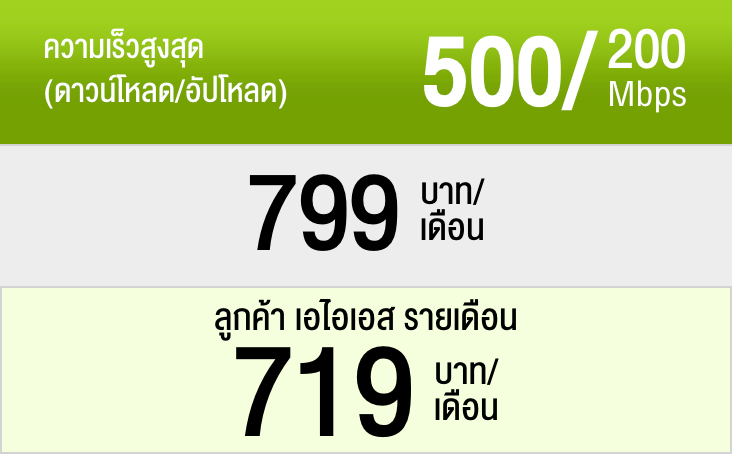 ความเร็วสูงสุด
(ดาวน์โหลด/อัปโหลด)
500/200
Mbps
799 บาท/
เดือน
ลูกค้า เอไอเอส รายเดือน
719 บาท/
เดือน